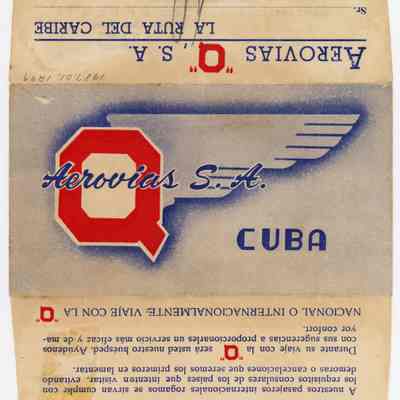 AEROVIAS "Q" S. A.
LA RUTA DEL CARIBE
Sr.
Aerovias S. A.
Q
CUBA
A nuestros pasajeros internacionales rogamos se sirvan cumplir con
los requisitos consulares de los países que intenten visitar, evitando
demoras o cancelaciones que seremos los primeros en lamentar.
Durante su viaje con la "Q" será usted nuestro huésped. Ayúdenos
con sus sugerencias a proporcionarles un servicio más eficaz y de ma-
yor confort.
NACIONAL O INTERNACIONALMENTE: VIAJE CON LA "Q"